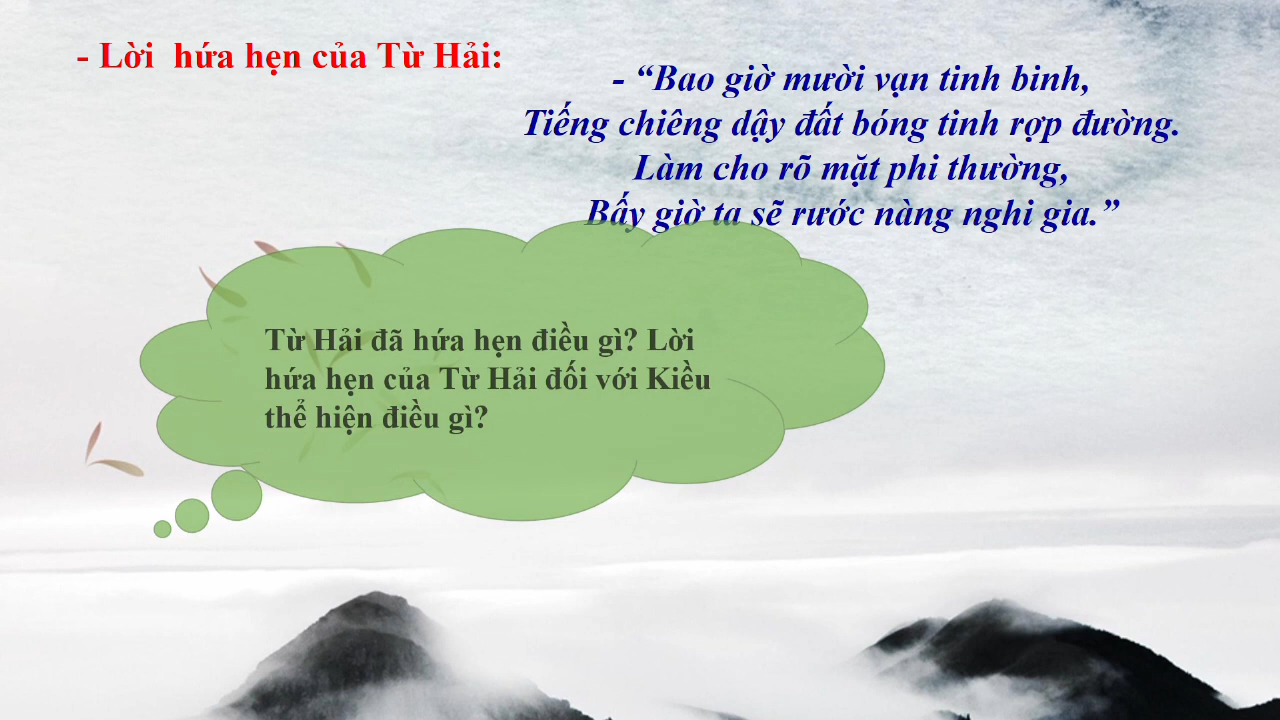 - Lời hứa hẹn của Từ Hải:
- “Bao giờ mười vạn tinh binh,
Tiếng chiêng dậy đất bóng tinh rợp đường.
Làm cho rõ mặt phi thường,
Bấy giờ ta sẽ rước nàng nghi gia.”
Từ Hải đã hứa hẹn điều gì? Lời
hứa hẹn của Từ Hải đối với Kiều
thể hiện điều gì?